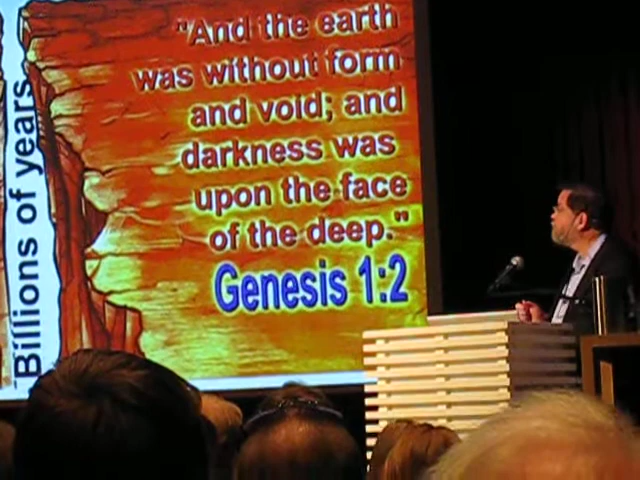 "Billions of years
"And the earth
was without form
and void; and
darkness was
upon the face
of the deep."
Genesis 1:2